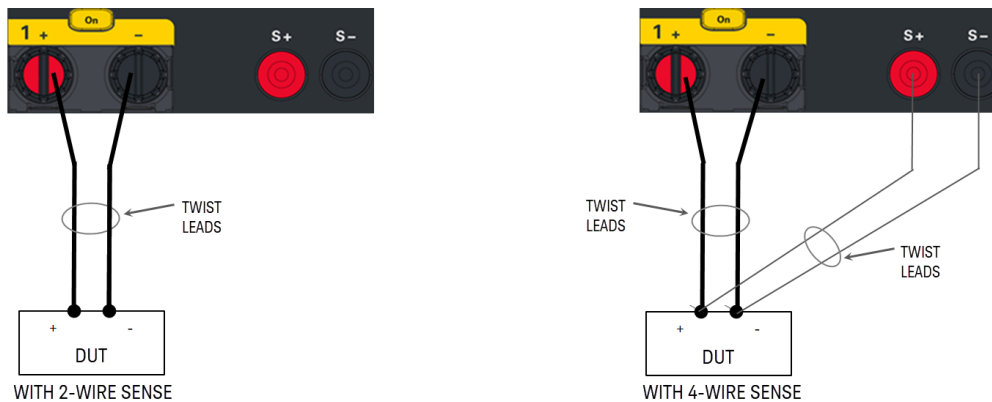 On
1 + -
S+ S-
TWIST
LEADS
+ -
DUT
WITH 2-WIRE SENSE
On
1 + -
S+ S-
TWIST
LEADS
TWIST
LEADS
+ -
DUT
WITH 4-WIRE SENSE